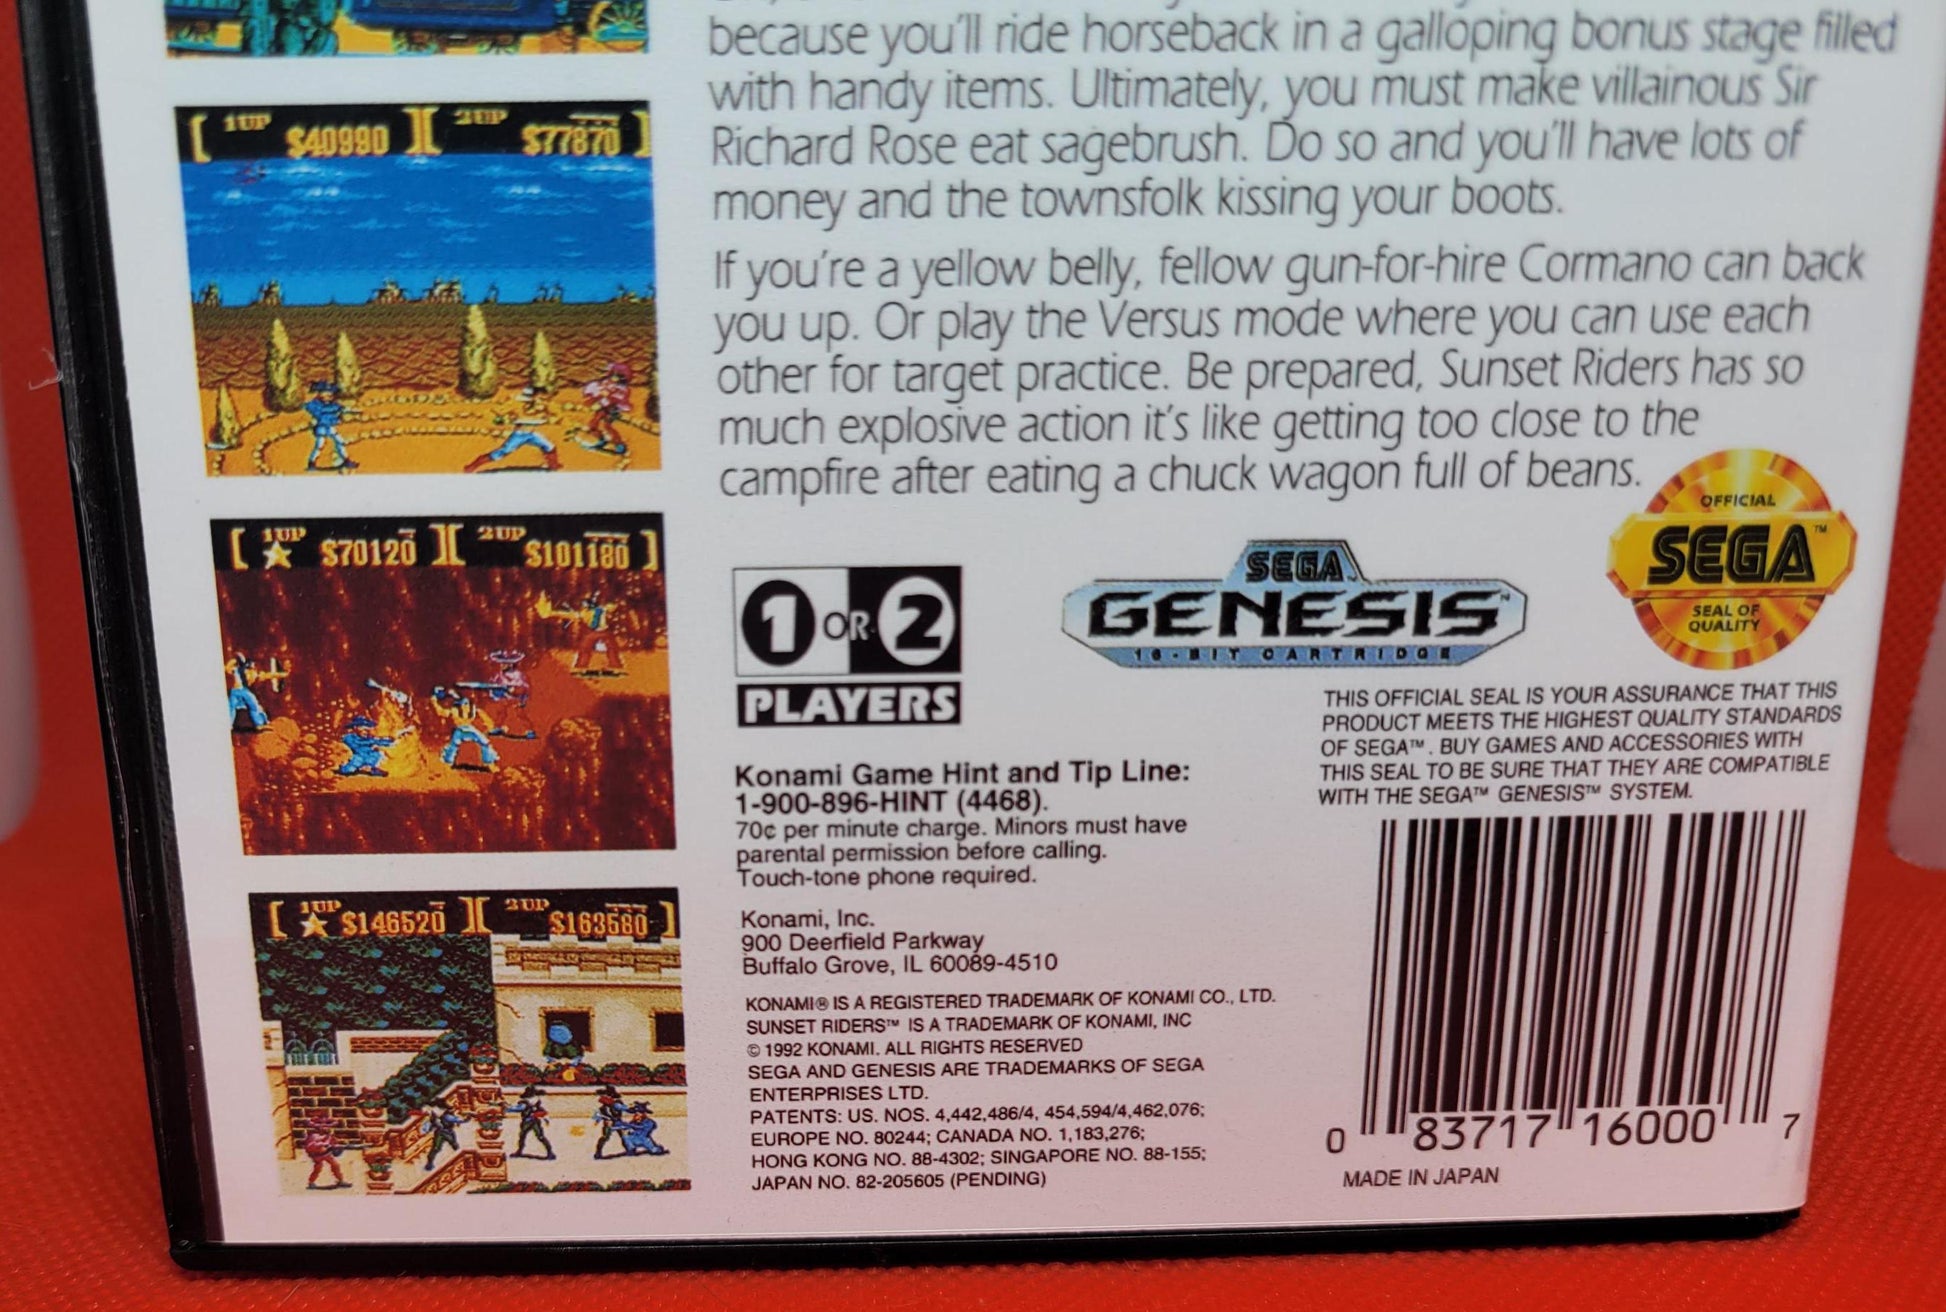 because you'll ride horseback in a galloping bonus stage filled
with handy items. Ultimately, you must make villainous Sir
Richard Rose eat sagebrush. Do so and you'll have lots of
money and the townsfolk kissing your boots.
If you're a yellow belly, fellow gun-for-hire Cormano can back
you up. Or play the Versus mode where you can use each
other for target practice. Be prepared, Sunset Riders has so
much explosive action it's like getting too close to the
campfire after eating a chuck wagon full of beans.
1UP $40990 2UP $77870
1UP $70120 2UP $101180
1UP $146520 2UP $163580
1 OR 2
PLAYERS
SEGA
GENESIS™
16-BIT CARTRIDGE
OFFICIAL
SEGA™
SEAL OF
QUALITY
THIS OFFICIAL SEAL IS YOUR ASSURANCE THAT THIS
PRODUCT MEETS THE HIGHEST QUALITY STANDARDS
OF SEGA™. BUY GAMES AND ACCESSORIES WITH
THIS SEAL TO BE SURE THAT THEY ARE COMPATIBLE
WITH THE SEGA™ GENESIS™ SYSTEM.
Konami Game Hint and Tip Line:
1-900-896-HINT (4468).
70¢ per minute charge. Minors must have
parental permission before calling.
Touch-tone phone required.
Konami, Inc.
900 Deerfield Parkway
Buffalo Grove, IL 60089-4510
KONAMI® IS A REGISTERED TRADEMARK OF KONAMI CO., LTD.
SUNSET RIDERS™ IS A TRADEMARK OF KONAMI, INC
© 1992 KONAMI. ALL RIGHTS RESERVED
SEGA AND GENESIS ARE TRADEMARKS OF SEGA
ENTERPRISES LTD.
PATENTS: US. NOS. 4,442,486/4, 454,594/4,462,076;
EUROPE NO. 80244; CANADA NO. 1,183,276;
HONG KONG NO. 88-4302; SINGAPORE NO. 88-155;
JAPAN NO. 82-205605 (PENDING)
0 83717 16000 7
MADE IN JAPAN